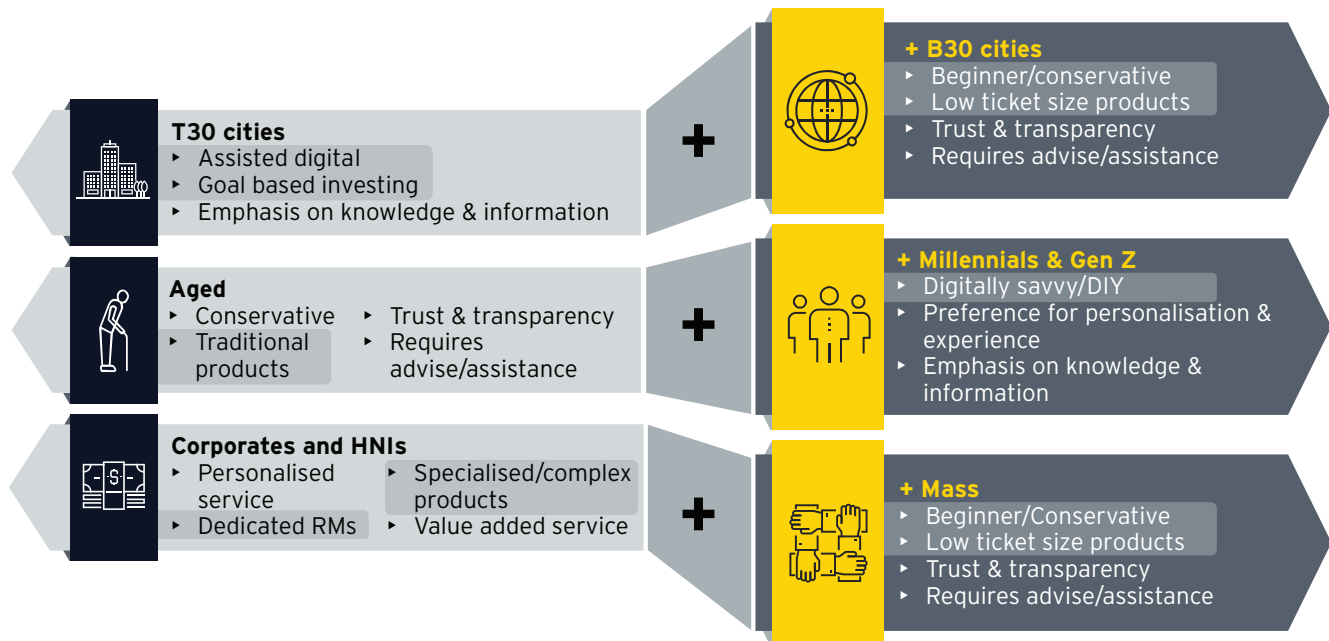 T30 cities
▸ Assisted digital
▸ Goal based investing
▸ Emphasis on knowledge & information
+
+ B30 cities
▸ Beginner/conservative
▸ Low ticket size products
▸ Trust & transparency
▸ Requires advise/assistance
Aged
▸ Conservative
▸ Traditional
products
▸ Trust & transparency
▸ Requires
advise/assistance
+
+ Millennials & Gen Z
▸ Digitally savvy/DIY
▸ Preference for personalisation &
experience
▸ Emphasis on knowledge &
information
Corporates and HNIs
▸ Personalised
service
▸ Dedicated RMs
▸ Specialised/complex
products
▸ Value added service
+
+ Mass
▸ Beginner/Conservative
▸ Low ticket size products
▸ Trust & transparency
▸ Requires advise/assistance